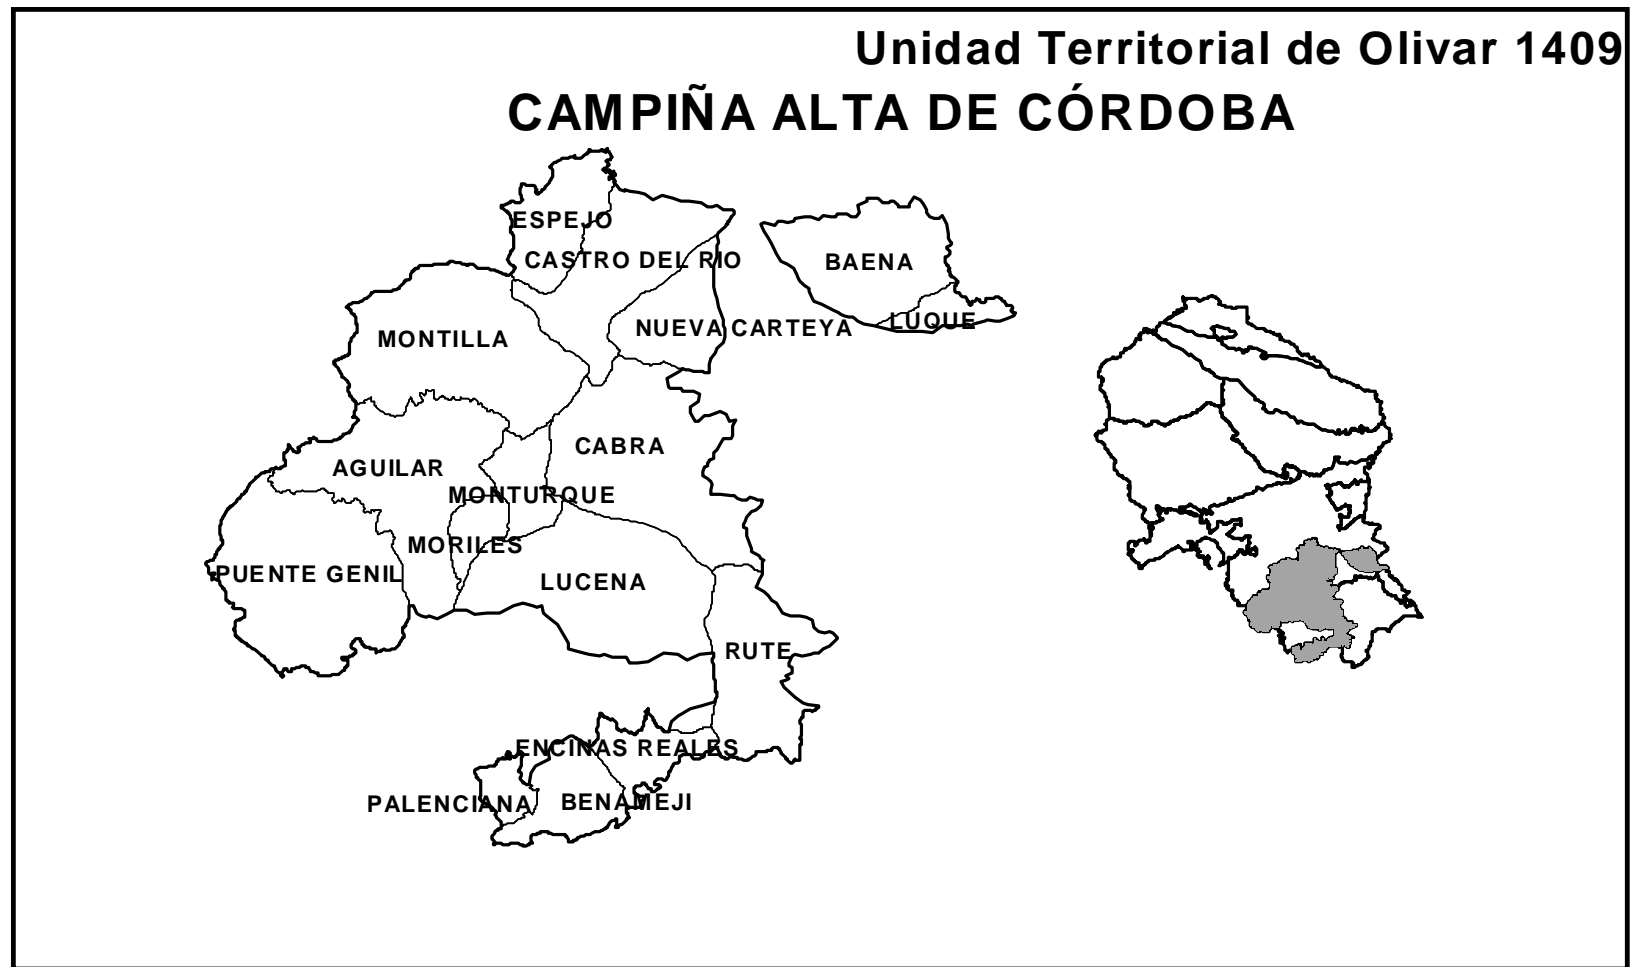 Unidad Territorial de Olivar 1409
CAMPIÑA ALTA DE CÓRDOBA
ESPEJO
CASTRO DEL RIO
BAENA
LUQUE
NUEVA CARTEYA
MONTILLA
CABRA
AGUILAR
MONTURQUE
MORILES
PUENTE GENIL
LUCENA
RUTE
ENCINAS REALES
PALENCIANA
BENAMEJI